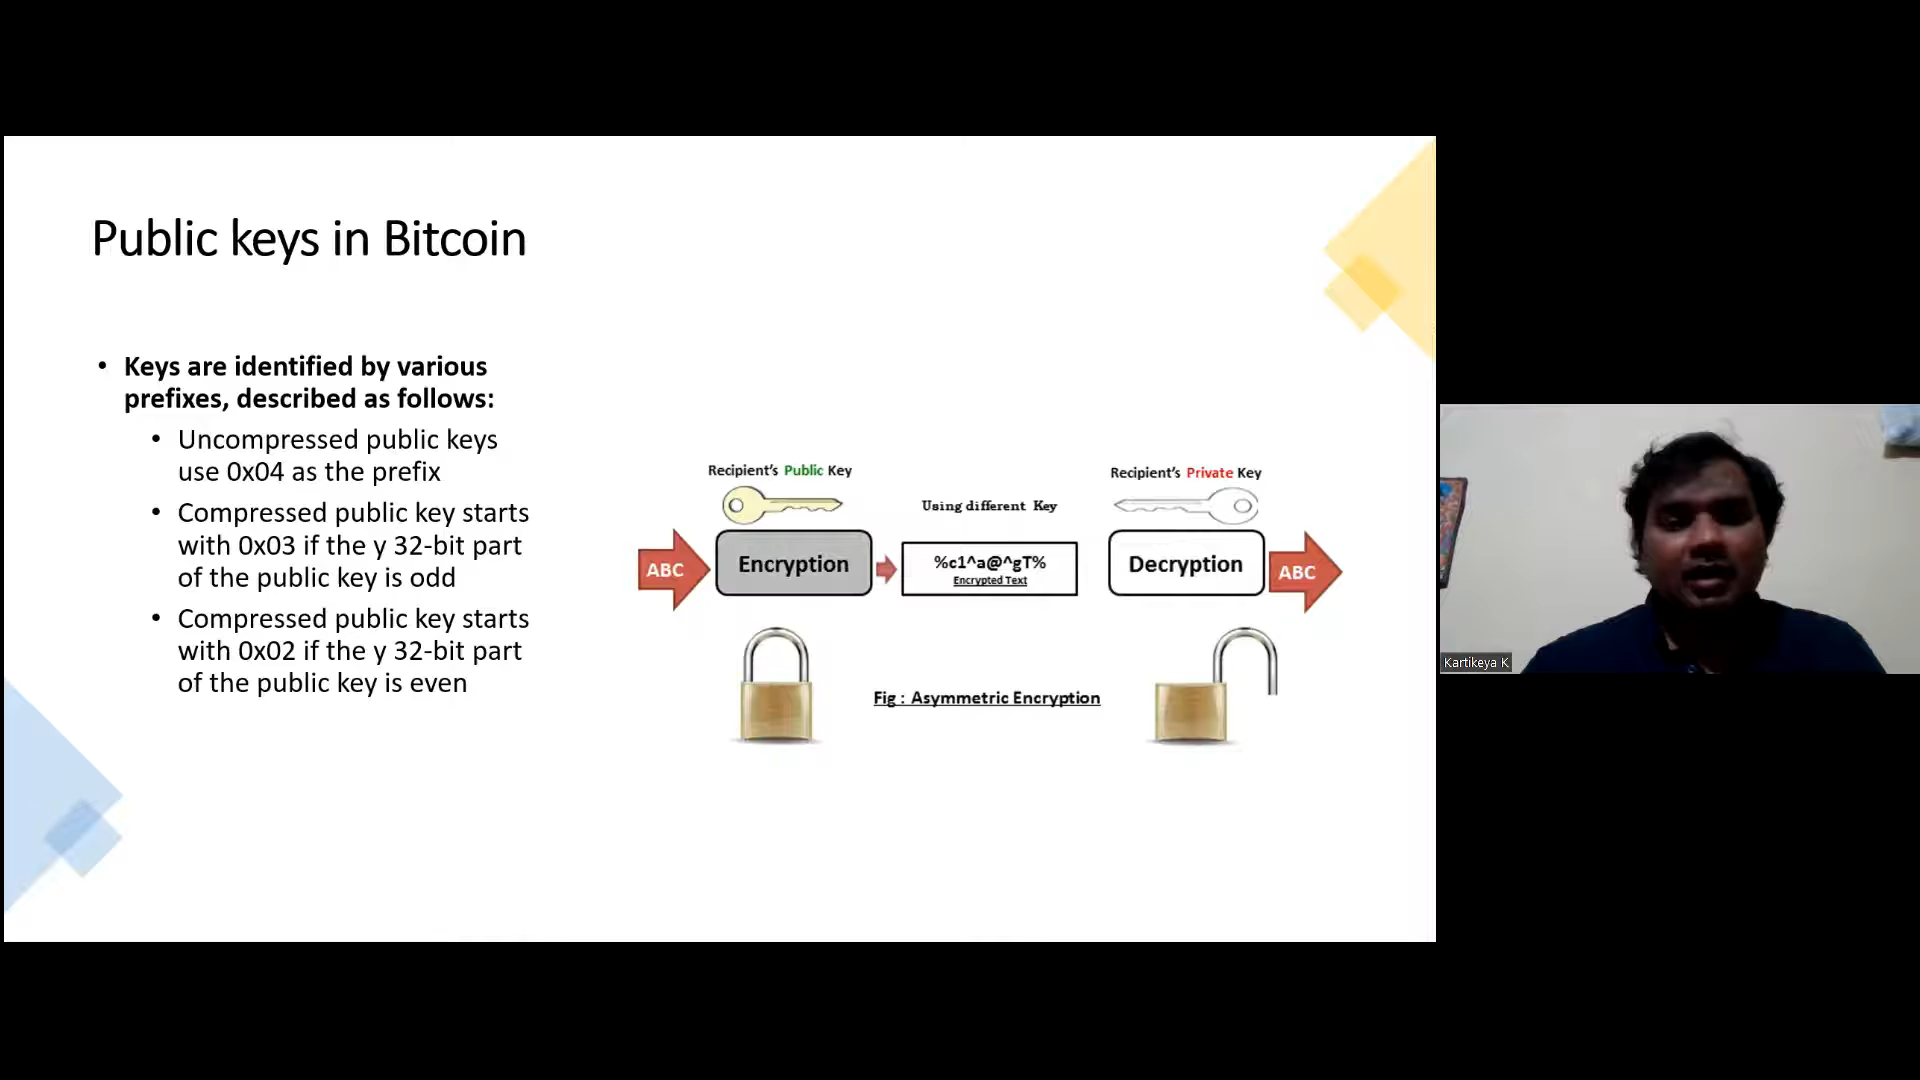 Public keys in Bitcoin
• Keys are identified by various
prefixes, described as follows:
• Uncompressed public keys
use 0x04 as the prefix
• Compressed public key starts
with 0x03 if the y 32-bit part
of the public key is odd
• Compressed public key starts
with 0x02 if the y 32-bit part
of the public key is even
Recipient's Public Key
Recipient's Private Key
Using different Key
ABC
Encryption
%c1^a@^gT%
Encrypted Text
Decryption
ABC
Fig : Asymmetric Encryption
Kartikeya K